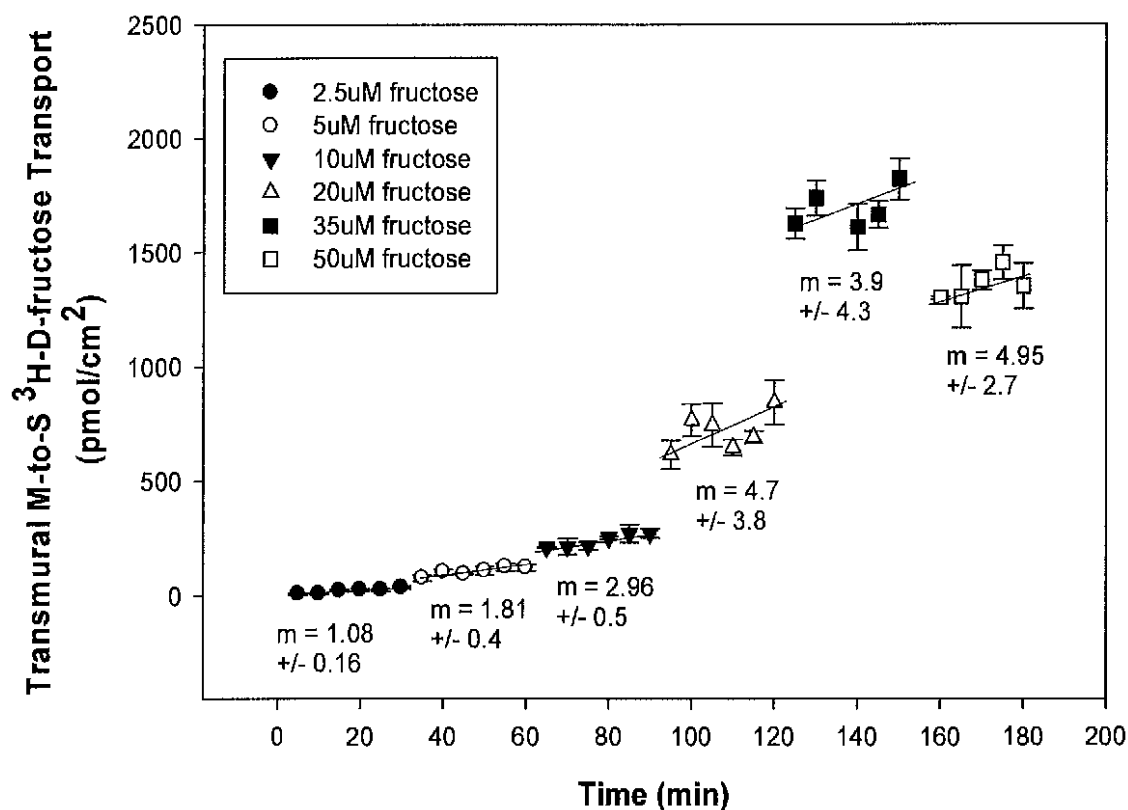 Transmural M-to-S ³H-D-fructose Transport
(pmol/cm²)
2500
2000
1500
1000
500
0
2.5uM fructose
5uM fructose
10uM fructose
20uM fructose
35uM fructose
50uM fructose
m = 1.08
+/- 0.16
m = 1.81
+/- 0.4
m = 2.96
+/- 0.5
m = 4.7
+/- 3.8
m = 3.9
+/- 4.3
m = 4.95
+/- 2.7
0 20 40 60 80 100 120 140 160 180 200
Time (min)